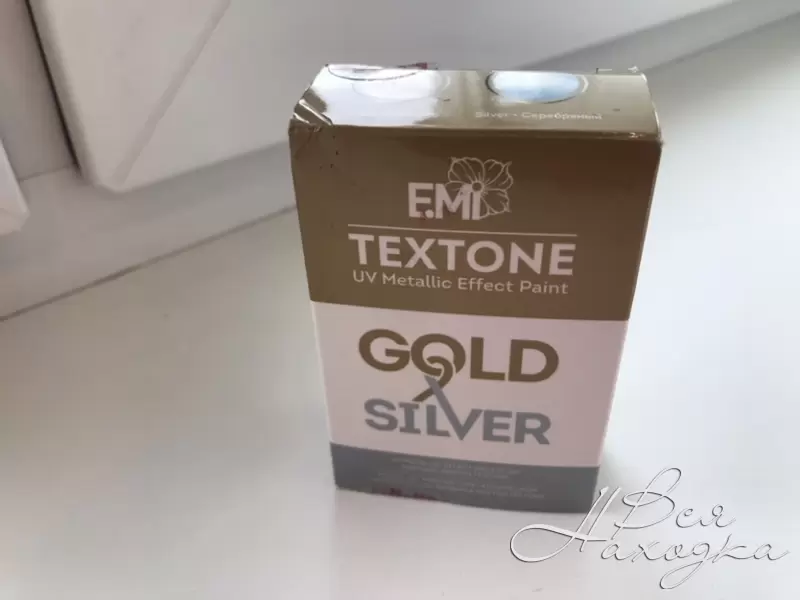 Silver • Серебряный
E.MI
TEXTONE
UV Metallic Effect Paint
GOLD
&
SILVER
Вся
Находка